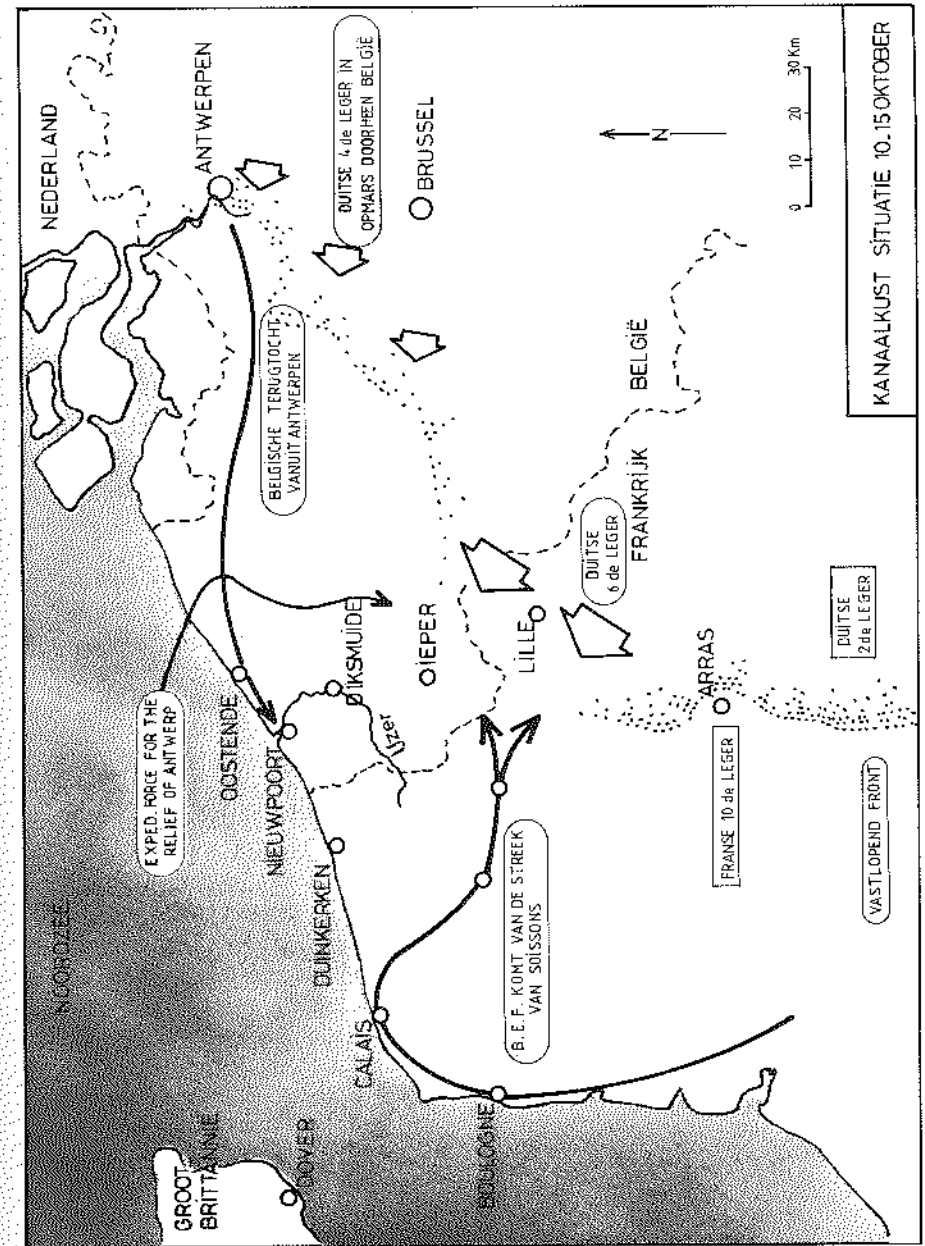 NEDERLAND
NOORDZEE
GROOT
BRITTANNIE
DOVER
EXPED. FORCE FOR THE
RELIEF OF ANTWERP
ANTWERPEN
OOSTENDE
NIEUWPOORT
DUINKERKEN
CALAIS
BOULOGNE
BELGISCHE TERUGTOCHT
VANUIT ANTWERPEN
DUITSE 4 de LEGER IN
OPMARS DOORHEEN BELGIË
BRUSSEL
DIKSMUIDE
IJzer
IEPER
LILLE
B.E.F. KOMT VAN DE STREEK
VAN SOISSONS
DUITSE
6 de LEGER
FRANKRIJK
BELGIË
N
ARRAS
FRANSE 10 de LEGER
DUITSE
2de LEGER
VASTLOPEND FRONT
0 10 20 30 Km
KANAALKUST SITUATIE 10_15 OKTOBER